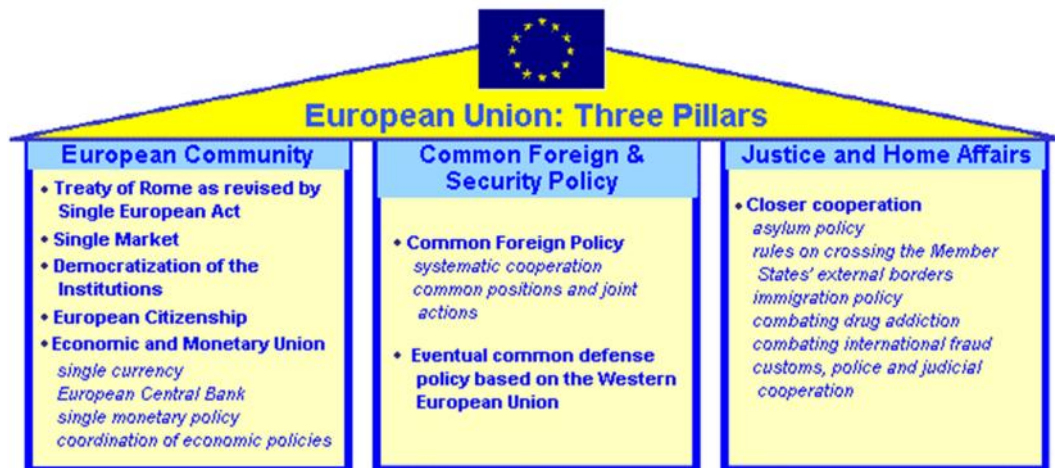 European Union: Three Pillars
European Community
• Treaty of Rome as revised by
Single European Act
• Single Market
• Democratization of the
Institutions
• European Citizenship
• Economic and Monetary Union
single currency
European Central Bank
single monetary policy
coordination of economic policies
Common Foreign &
Security Policy
• Common Foreign Policy
systematic cooperation
common positions and joint
actions
• Eventual common defense
policy based on the Western
European Union
Justice and Home Affairs
• Closer cooperation
asylum policy
rules on crossing the Member
States' external borders
immigration policy
combating drug addiction
combating international fraud
customs, police and judicial
cooperation